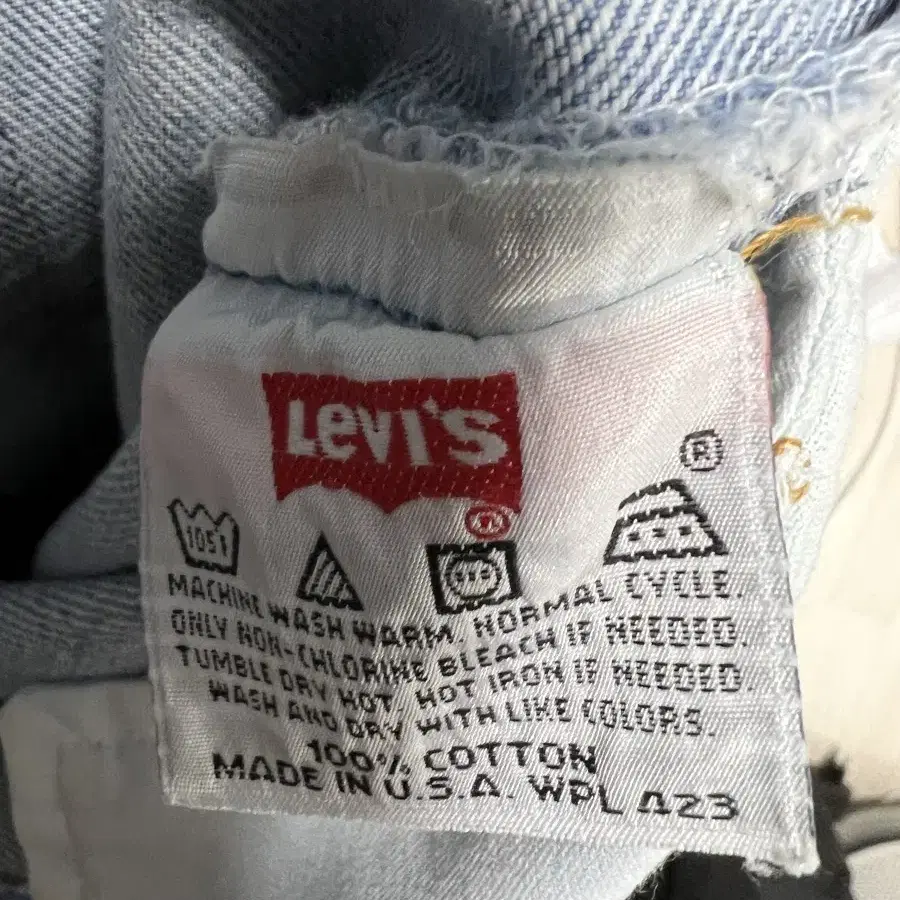 LEVI'S
®
®
105F
MACHINE WASH WARM. NORMAL CYCLE.
ONLY NON-CHLORINE BLEACH IF NEEDED.
TUMBLE DRY HOT. HOT IRON IF NEEDED.
WASH AND DRY WITH LIKE COLORS.
100% COTTON
MADE IN U.S.A. WPL 423